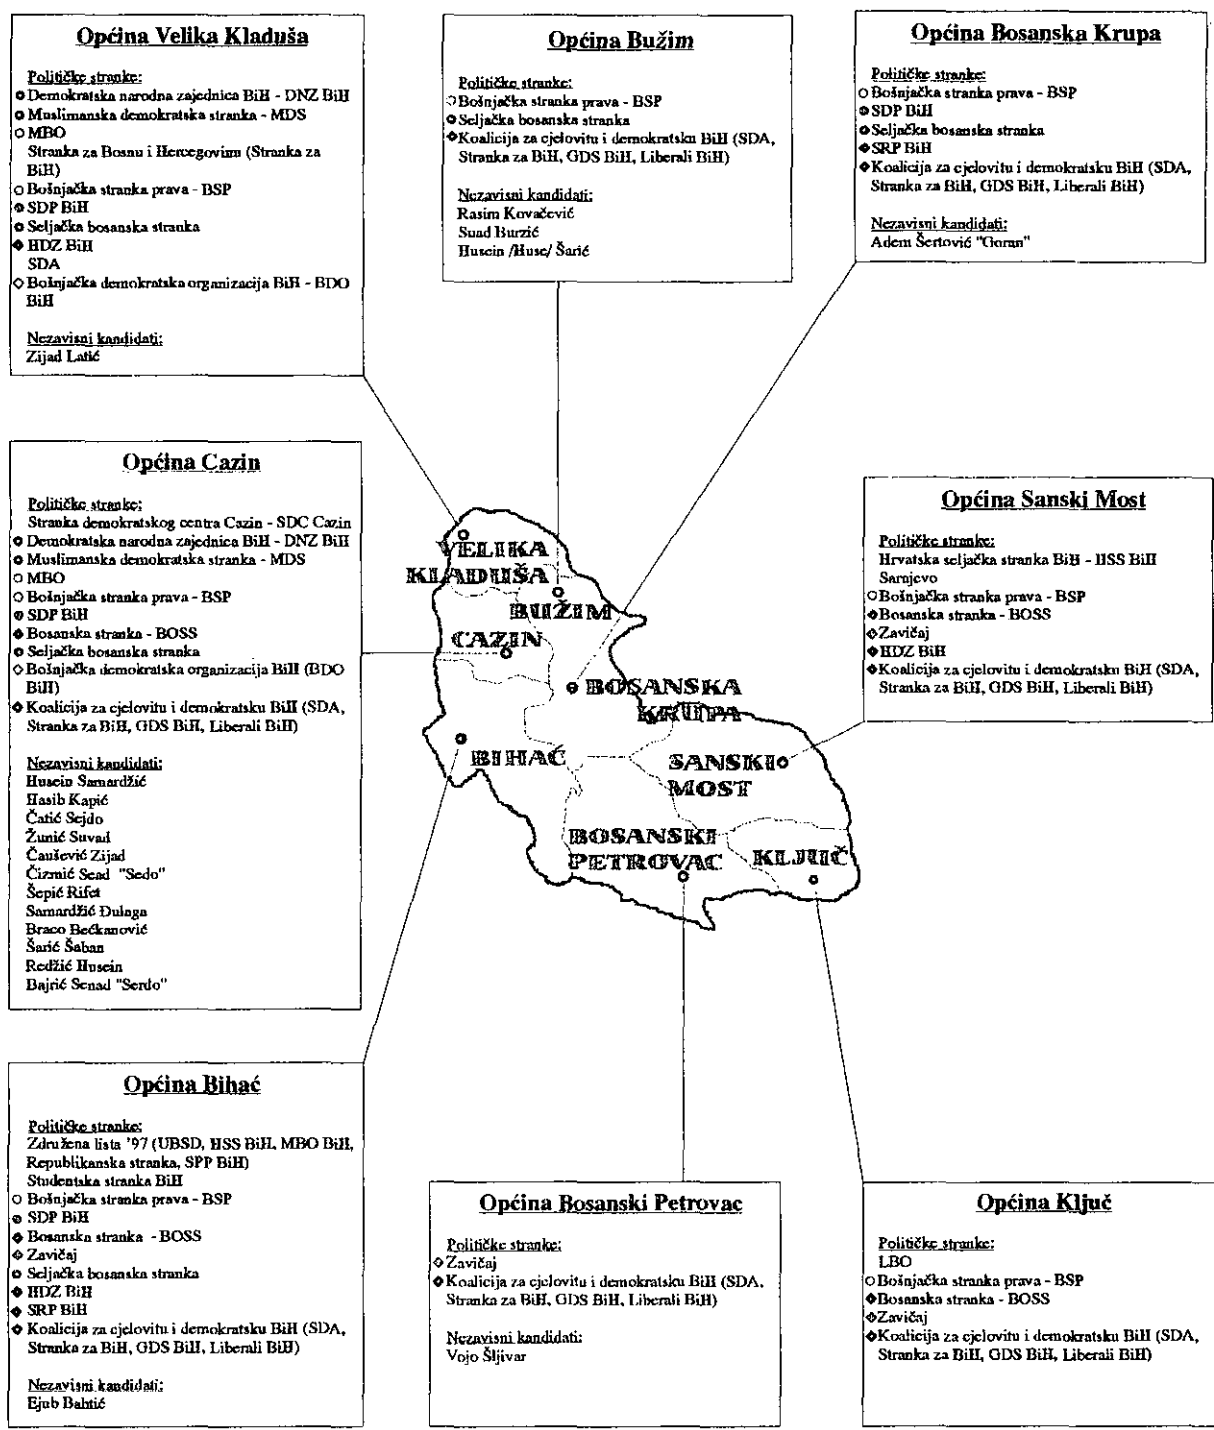 Općina Velika Kladuša
Političke stranke:
Demokratska narodna zajednica BiH - DNZ BiH
Muslimanska demokratska stranka - MDS
MBO
Stranka za Bosnu i Hercegovinu (Stranka za
BiH)
Bošnjačka stranka prava - BSP
SDP BiH
Seljačka bosanska stranka
HDZ BiH
SDA
Bošnjačka demokratska organizacija BiH - BDO
BiH
Nezavisni kandidati:
Zijad Latić
Općina Bužim
Političke stranke:
Bošnjačka stranka prava - BSP
Seljačka bosanska stranka
Koalicija za cjelovitu i demokratsku BiH (SDA,
Stranka za BiH, GDS BiH, Liberali BiH)
Nezavisni kandidati:
Rasim Kovačević
Suad Burzić
Husein /Huse/ Šarić
Općina Bosanska Krupa
Političke stranke:
Bošnjačka stranka prava - BSP
SDP BiH
Seljačka bosanska stranka
SRP BiH
Koalicija za cjelovitu i demokratsku BiH (SDA,
Stranka za BiH, GDS BiH, Liberali BiH)
Nezavisni kandidati:
Adem Šertović "Goran"
Općina Cazin
Političke stranke:
Stranka demokratskog centra Cazin - SDC Cazin
Demokratska narodna zajednica BiH - DNZ BiH
Muslimanska demokratska stranka - MDS
MBO
Bošnjačka stranka prava - BSP
SDP BiH
Bosanska stranka - BOSS
Seljačka bosanska stranka
Bošnjačka demokratska organizacija BiH (BDO
BiH)
Koalicija za cjelovitu i demokratsku BiH (SDA,
Stranka za BiH, GDS BiH, Liberali BiH)
Nezavisni kandidati:
Husein Samardžić
Hasib Kapić
Čatić Sejdo
Žunić Suvad
Čaušević Zijad
Čizmić Sead "Sedo"
Šepić Rifet
Samardžić Dulaga
Braco Bećkanović
Šarić Šaban
Redžić Husein
Bajrić Senad "Serdo"
VELIKA
KLADUŠA
BUŽIM
CAZIN
BOSANSKA
KRUPA
BIHAĆ
SANSKI
MOST
BOSANSKI
PETROVAC
KLJUČ
Općina Sanski Most
Političke stranke:
Hrvatska seljačka stranka BiH - HSS BiH
Sarajevo
Bošnjačka stranka prava - BSP
Bosanska stranka - BOSS
Zavičaj
HDZ BiH
Koalicija za cjelovitu i demokratsku BiH (SDA,
Stranka za BiH, GDS BiH, Liberali BiH)
Općina Bihać
Političke stranke:
Združena lista '97 (UBSD, HSS BiH, MBO BiH,
Republikanska stranka, SPP BiH)
Studentska stranka BiH
Bošnjačka stranka prava - BSP
SDP BiH
Bosanska stranka - BOSS
Zavičaj
Seljačka bosanska stranka
HDZ BiH
SRP BiH
Koalicija za cjelovitu i demokratsku BiH (SDA,
Stranka za BiH, GDS BiH, Liberali BiH)
Nezavisni kandidati:
Ejub Bahtić
Općina Bosanski Petrovac
Političke stranke:
Zavičaj
Koalicija za cjelovitu i demokratsku BiH (SDA,
Stranka za BiH, GDS BiH, Liberali BiH)
Nezavisni kandidati:
Vojo Šljivar
Općina Ključ
Političke stranke:
LBO
Bošnjačka stranka prava - BSP
Bosanska stranka - BOSS
Zavičaj
Koalicija za cjelovitu i demokratsku BiH (SDA,
Stranka za BiH, GDS BiH, Liberali BiH)